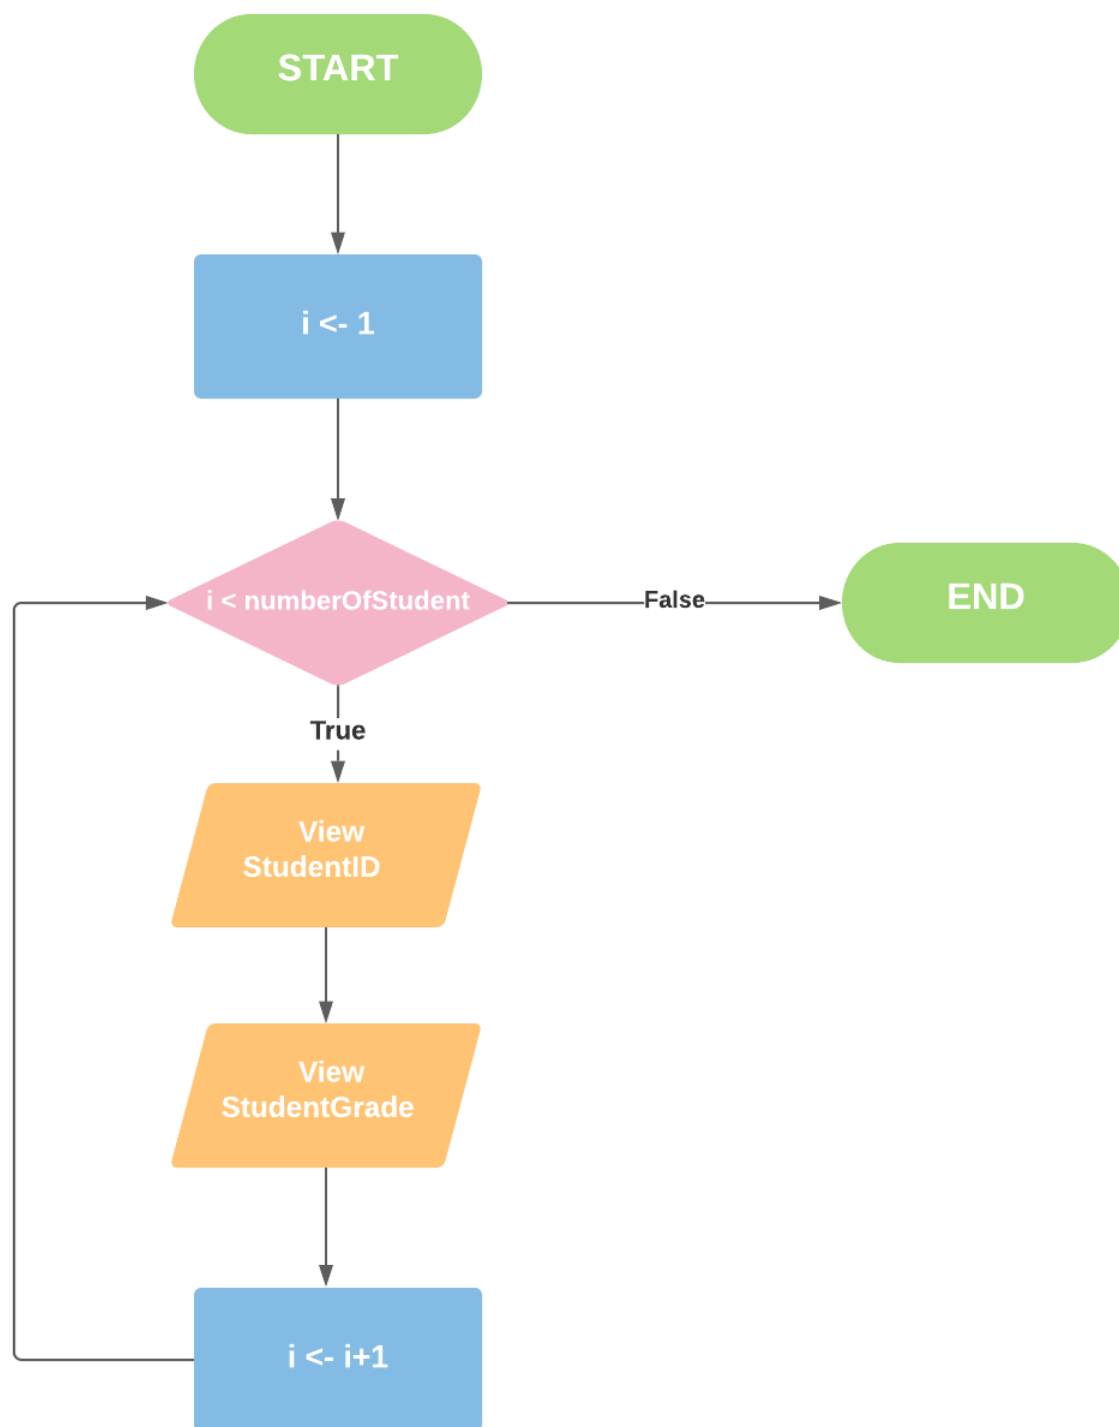 START
i <- 1
i < numberOfStudent
False
END
True
View
StudentID
View
StudentGrade
i <- i+1